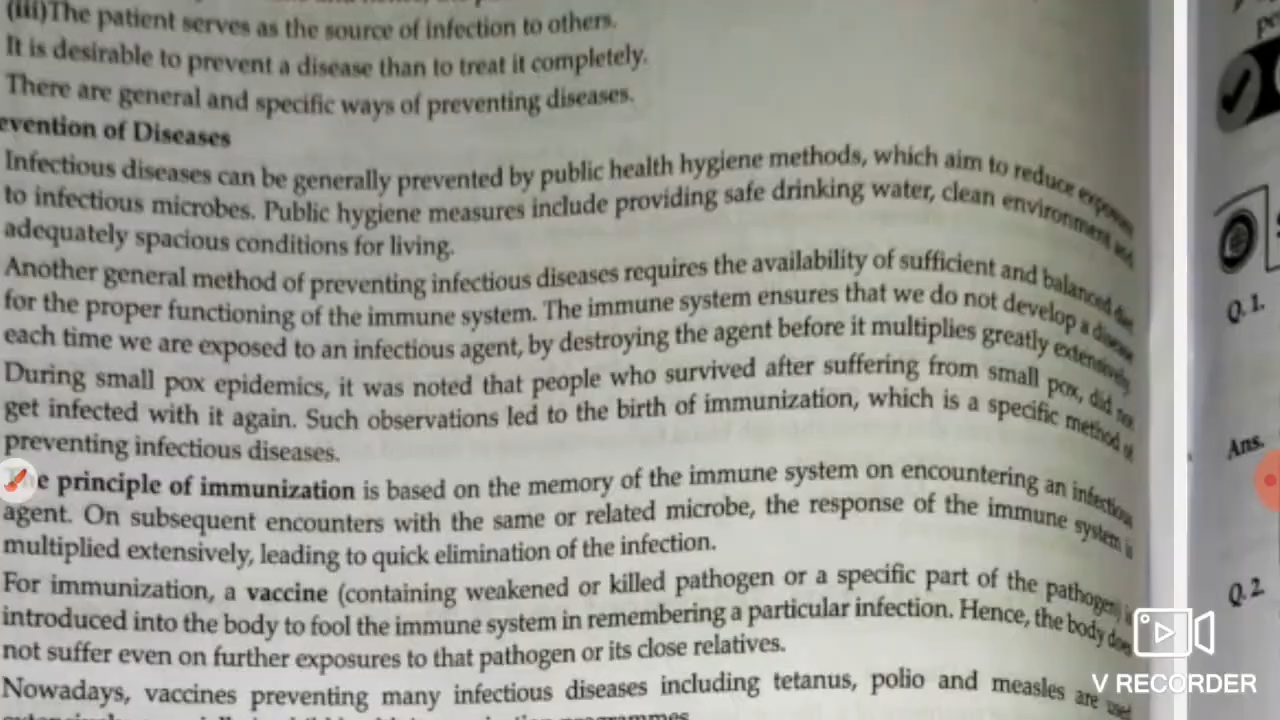 (iii)The patient serves as the source of infection to others.
It is desirable to prevent a disease than to treat it completely.
There are general and specific ways of preventing diseases.
evention of Diseases
Infectious diseases can be generally prevented by public health hygiene methods, which aim to reduce exposure
to infectious microbes. Public hygiene measures include providing safe drinking water, clean environment and
adequately spacious conditions for living.
Another general method of preventing infectious diseases requires the availability of sufficient and balanced diet
for the proper functioning of the immune system. The immune system ensures that we do not develop a disease
each time we are exposed to an infectious agent, by destroying the agent before it multiplies greatly extensively
During small pox epidemics, it was noted that people who survived after suffering from small pox, did not
get infected with it again. Such observations led to the birth of immunization, which is a specific method of
preventing infectious diseases.
e principle of immunization is based on the memory of the immune system on encountering an infectious
agent. On subsequent encounters with the same or related microbe, the response of the immune system is
multiplied extensively, leading to quick elimination of the infection.
For immunization, a vaccine (containing weakened or killed pathogen or a specific part of the pathogen) is
introduced into the body to fool the immune system in remembering a particular infection. Hence, the body does
not suffer even on further exposures to that pathogen or its close relatives.
Nowadays, vaccines preventing many infectious diseases including tetanus, polio and measles are used
Q. 1.
Ans.
Q. 2
V RECORDER